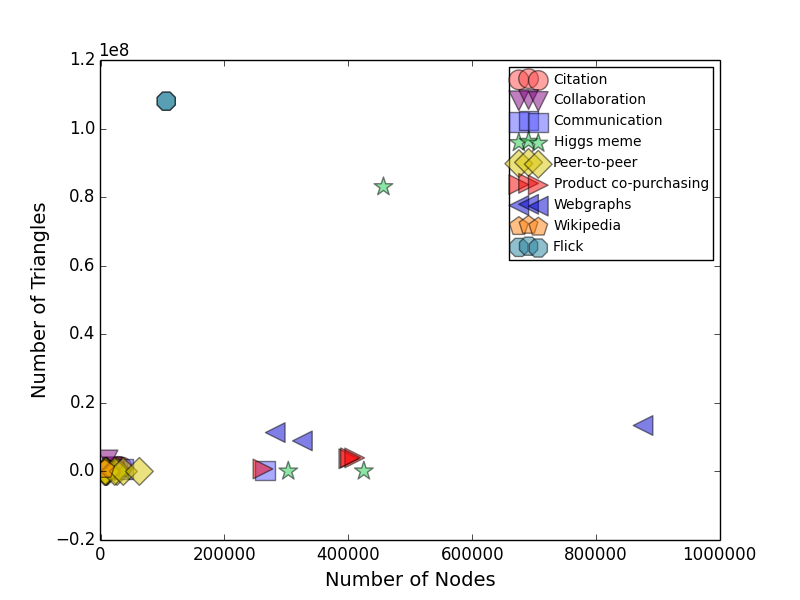 1e8
1.2
1.0
0.8
0.6
0.4
0.2
0.0
−0.2
0 200000 400000 600000 800000 1000000
Number of Nodes
Number of Triangles
Citation
Collaboration
Communication
Higgs meme
Peer-to-peer
Product co-purchasing
Webgraphs
Wikipedia
Flick